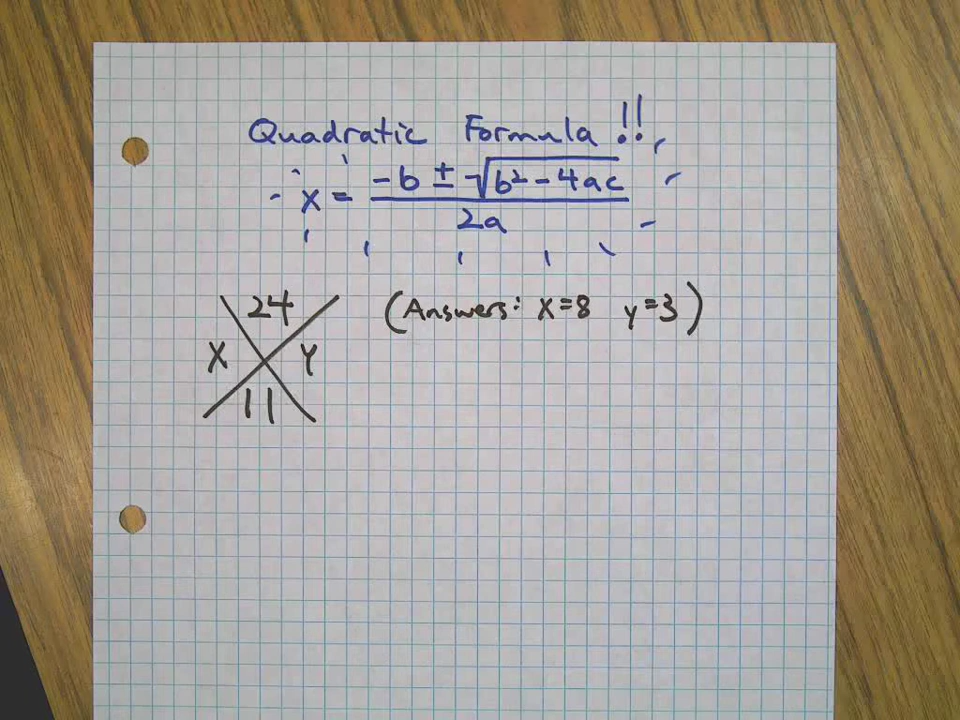 Quadratic Formula !!
x = -b ± √b² - 4ac
2a
24 (Answers: x=8 y=3)
X Y
11